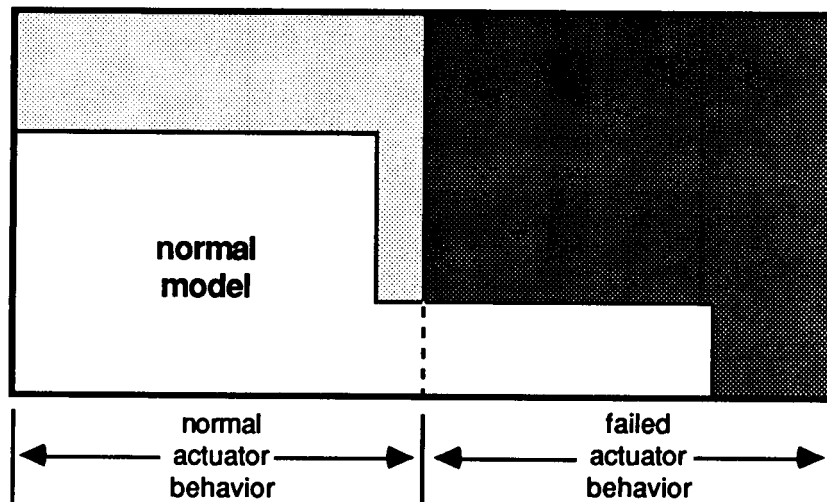 normal
model
normal
actuator
behavior
failed
actuator
behavior